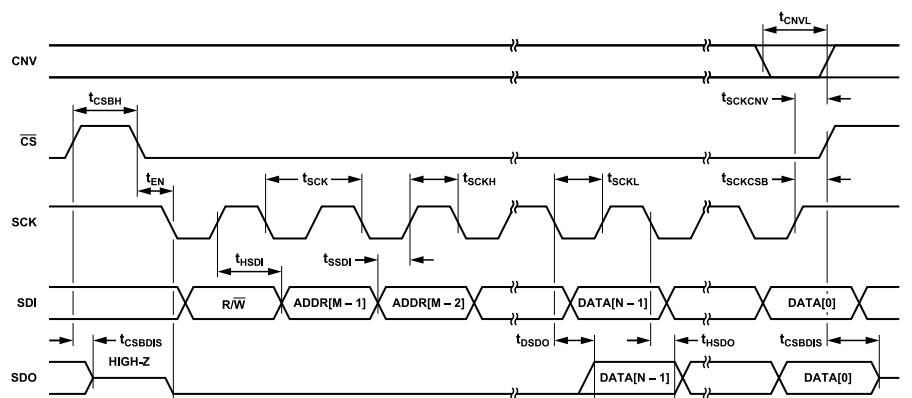 tCNVL
CNV
tCSBH
tSCKCNV
CS
tEN
tSCK
tSCKH
tSCKL
tSCKCSB
SCK
tHSDI
tSSDI
SDI
R/W
ADDR[M – 1]
ADDR[M – 2]
DATA[N – 1]
DATA[0]
tCSBDIS
tDSDO
tHSDO
tCSBDIS
HIGH-Z
SDO
DATA[N – 1]
DATA[0]